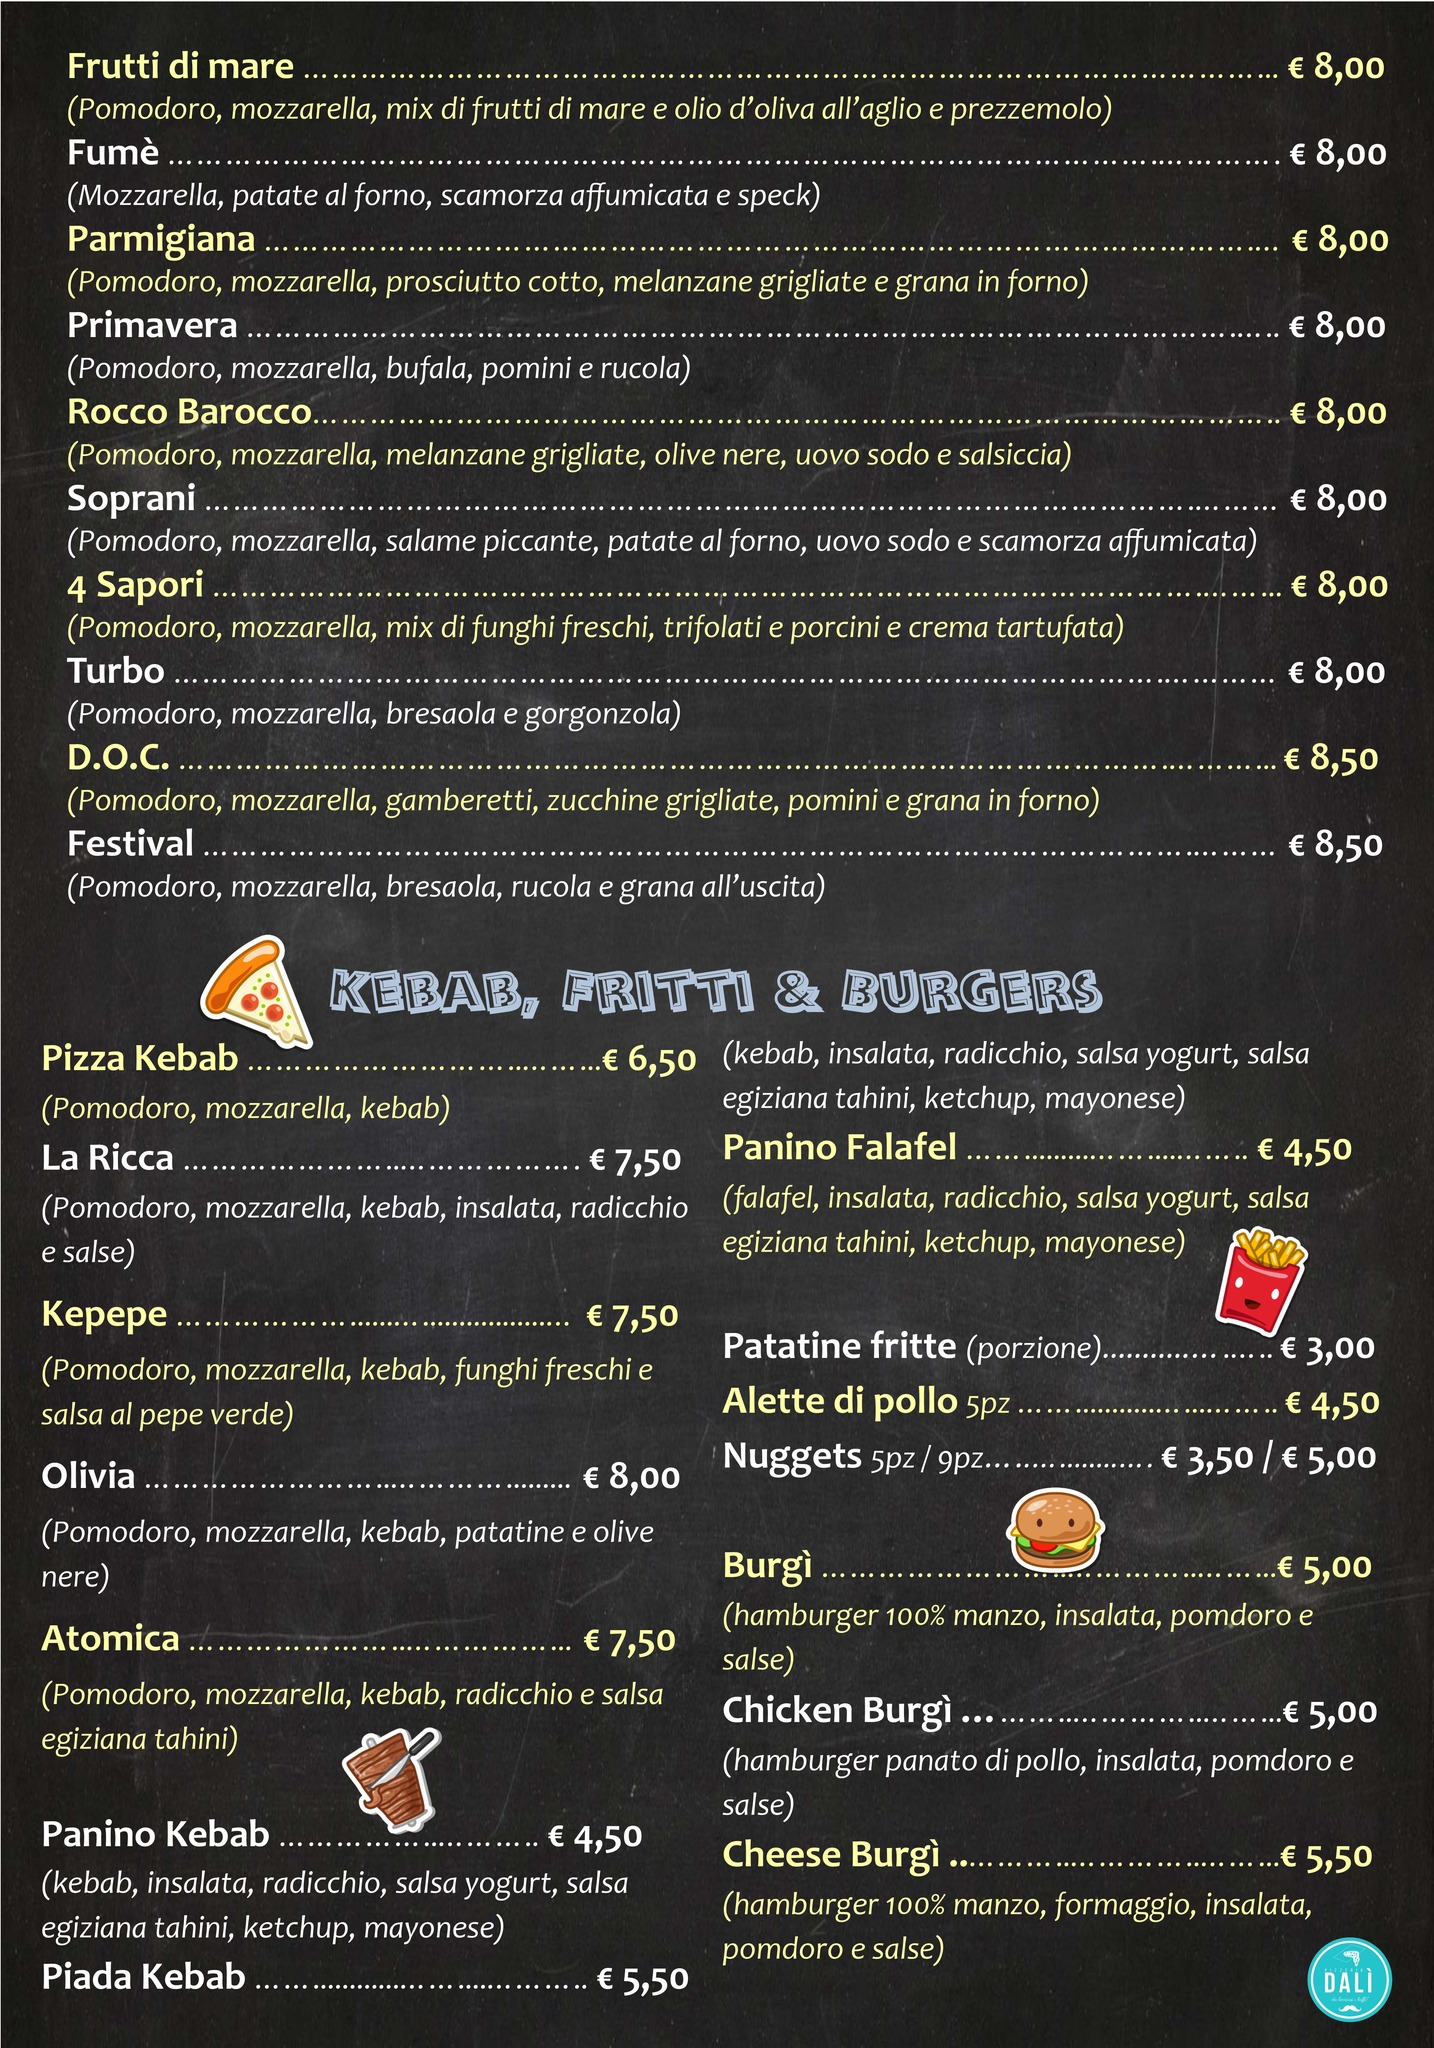 Frutti di mare ........................................ € 8,00
(Pomodoro, mozzarella, mix di frutti di mare e olio d'oliva all'aglio e prezzemolo)
Fumè ........................................ € 8,00
(Mozzarella, patate al forno, scamorza affumicata e speck)
Parmigiana ........................................ € 8,00
(Pomodoro, mozzarella, prosciutto cotto, melanzane grigliate e grana in forno)
Primavera ........................................ € 8,00
(Pomodoro, mozzarella, bufala, pomini e rucola)
Rocco Barocco........................................ € 8,00
(Pomodoro, mozzarella, melanzane grigliate, olive nere, uovo sodo e salsiccia)
Soprani ........................................ € 8,00
(Pomodoro, mozzarella, salame piccante, patate al forno, uovo sodo e scamorza affumicata)
4 Sapori ........................................ € 8,00
(Pomodoro, mozzarella, mix di funghi freschi, trifolati e porcini e crema tartufata)
Turbo ........................................ € 8,00
(Pomodoro, mozzarella, bresaola e gorgonzola)
D.O.C. ........................................ € 8,50
(Pomodoro, mozzarella, gamberetti, zucchine grigliate, pomini e grana in forno)
Festival ........................................ € 8,50
(Pomodoro, mozzarella, bresaola, rucola e grana all'uscita)
KEBAB, FRITTI & BURGERS
Pizza Kebab ....................€ 6,50
(Pomodoro, mozzarella, kebab)
La Ricca .................... € 7,50
(Pomodoro, mozzarella, kebab, insalata, radicchio
e salse)
Kepepe .................... € 7,50
(Pomodoro, mozzarella, kebab, funghi freschi e
salsa al pepe verde)
Olivia .................... € 8,00
(Pomodoro, mozzarella, kebab, patatine e olive
nere)
Atomica .................... € 7,50
(Pomodoro, mozzarella, kebab, radicchio e salsa
egiziana tahini)
Panino Kebab .................... € 4,50
(kebab, insalata, radicchio, salsa yogurt, salsa
egiziana tahini, ketchup, mayonese)
Piada Kebab .................... € 5,50
(kebab, insalata, radicchio, salsa yogurt, salsa
egiziana tahini, ketchup, mayonese)
Panino Falafel .................... € 4,50
(falafel, insalata, radicchio, salsa yogurt, salsa
egiziana tahini, ketchup, mayonese)
Patatine fritte (porzione).................... € 3,00
Alette di pollo 5pz .................... € 4,50
Nuggets 5pz / 9pz.................... € 3,50 / € 5,00
Burgì ....................€ 5,00
(hamburger 100% manzo, insalata, pomdoro e
salse)
Chicken Burgì ....................€ 5,00
(hamburger panato di pollo, insalata, pomdoro e
salse)
Cheese Burgì ....................€ 5,50
(hamburger 100% manzo, formaggio, insalata,
pomdoro e salse)
PIZZERIA
DALÌ